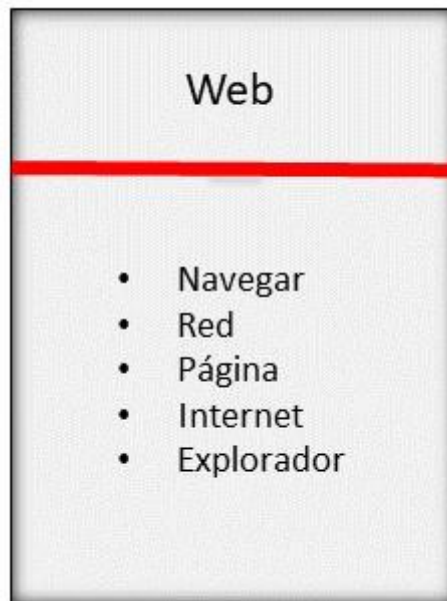 Web
• Navegar
• Red
• Página
• Internet
• Explorador